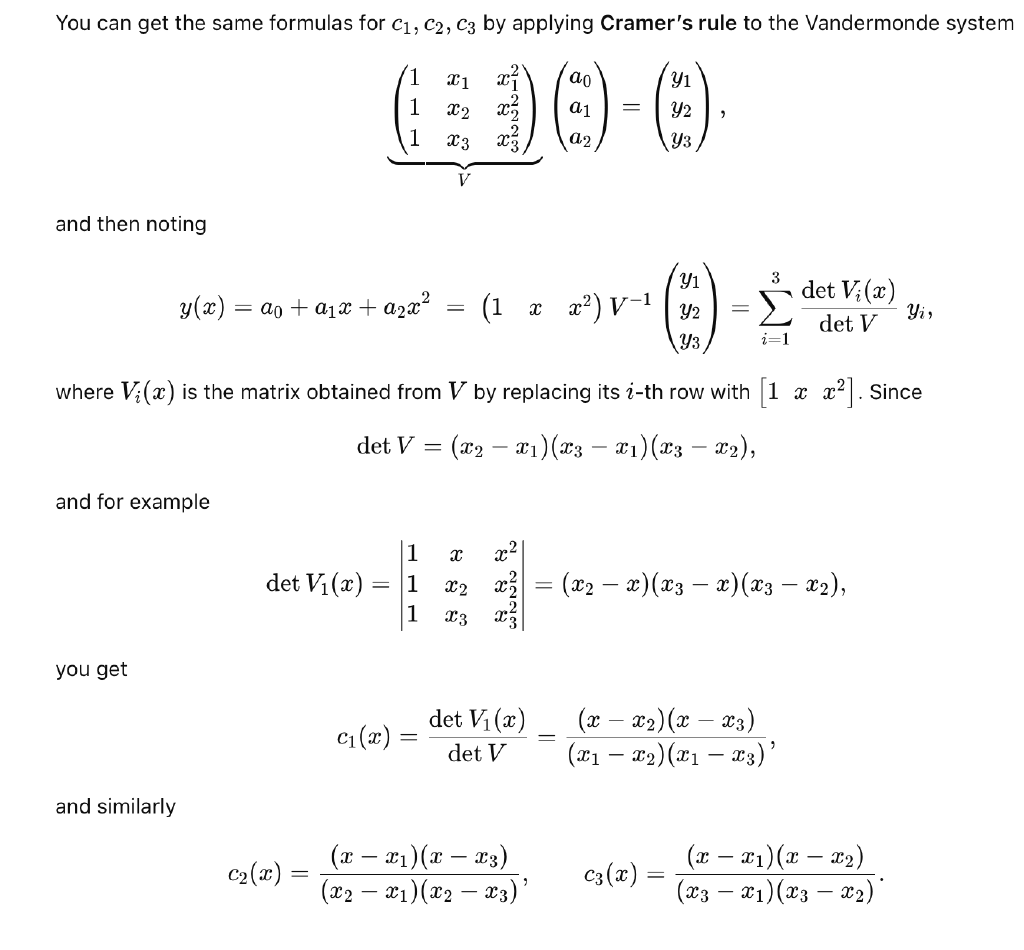 You can get the same formulas for c₁, c₂, c₃ by applying Cramer's rule to the Vandermonde system
$$\underbrace{\begin{pmatrix} 1 & x_1 & x_1^2 \\ 1 & x_2 & x_2^2 \\ 1 & x_3 & x_3^2 \end{pmatrix}}_{V} \begin{pmatrix} a_0 \\ a_1 \\ a_2 \end{pmatrix} = \begin{pmatrix} y_1 \\ y_2 \\ y_3 \end{pmatrix},$$
and then noting
$$y(x) = a_0 + a_1 x + a_2 x^2 = \begin{pmatrix} 1 & x & x^2 \end{pmatrix} V^{-1} \begin{pmatrix} y_1 \\ y_2 \\ y_3 \end{pmatrix} = \sum_{i=1}^{3} \frac{\det V_i(x)}{\det V} y_i,$$
where $V_i(x)$ is the matrix obtained from $V$ by replacing its $i$-th row with $[1 \; x \; x^2]$. Since
$$\det V = (x_2 - x_1)(x_3 - x_1)(x_3 - x_2),$$
and for example
$$\det V_1(x) = \begin{vmatrix} 1 & x & x^2 \\ 1 & x_2 & x_2^2 \\ 1 & x_3 & x_3^2 \end{vmatrix} = (x_2 - x)(x_3 - x)(x_3 - x_2),$$
you get
$$c_1(x) = \frac{\det V_1(x)}{\det V} = \frac{(x - x_2)(x - x_3)}{(x_1 - x_2)(x_1 - x_3)},$$
and similarly
$$c_2(x) = \frac{(x - x_1)(x - x_3)}{(x_2 - x_1)(x_2 - x_3)}, \qquad c_3(x) = \frac{(x - x_1)(x - x_2)}{(x_3 - x_1)(x_3 - x_2)}.$$